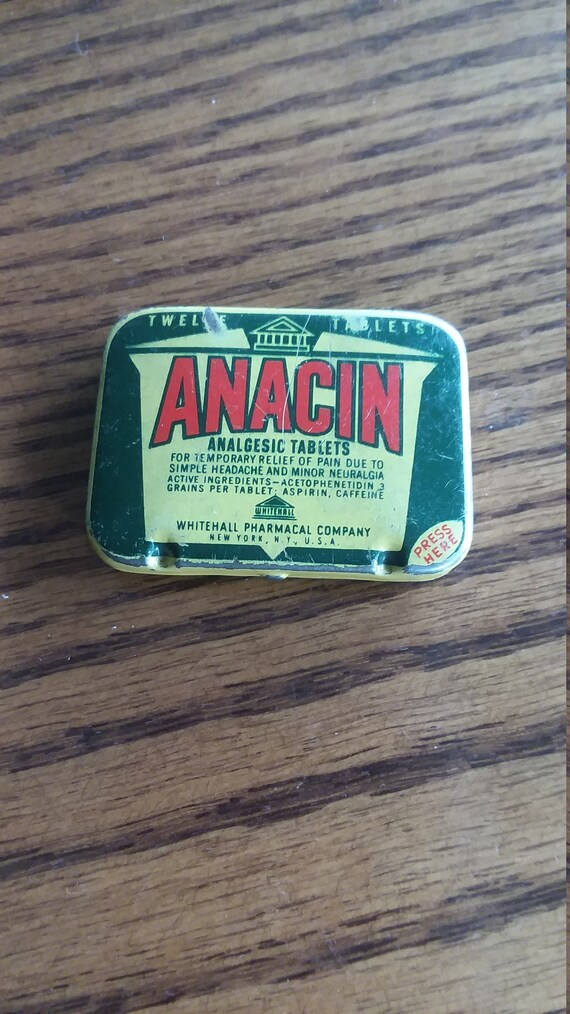 TWELVE TABLETS
ANACIN
ANALGESIC TABLETS
FOR TEMPORARY RELIEF OF PAIN DUE TO
SIMPLE HEADACHE AND MINOR NEURALGIA
ACTIVE INGREDIENTS—ACETOPHENETIDIN 3
GRAINS PER TABLET, ASPIRIN, CAFFEINE
WHITEHALL
WHITEHALL PHARMACAL COMPANY
NEW YORK, N.Y., U.S.A.
PRESS
HERE